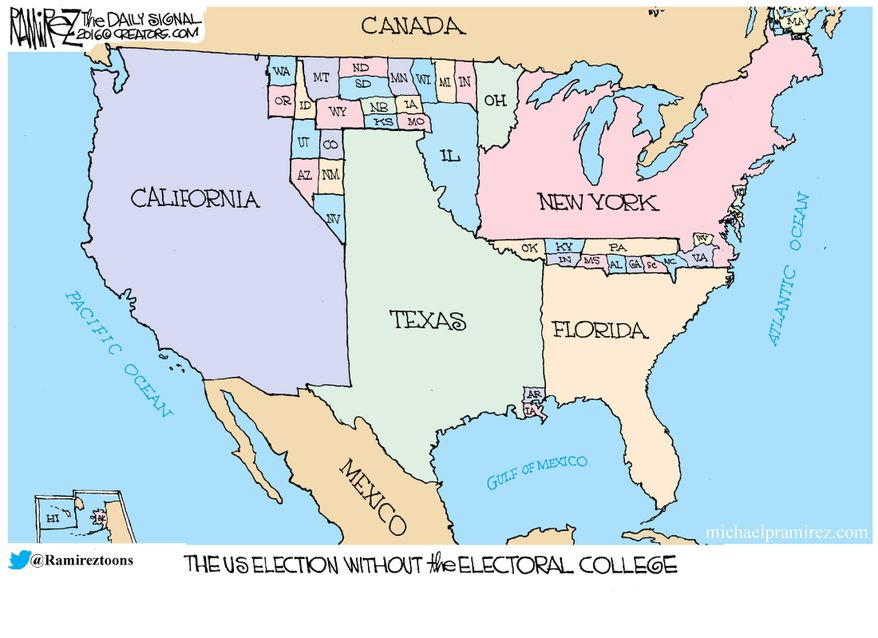 RAMIREZ The DAILY SIGNAL
2016© CREATORS.COM
CANADA
MA
WA
MT
ND
SD
MN
WI
MI
IN
OH
OR
ID
WY
NB
IA
KS
MO
UT
CO
IL
AZ
NM
NV
CALIFORNIA
NEW YORK
OK
KY
PA
WV
IN
MS
AL
GA
SC
NC
VA
TEXAS
FLORIDA
AR
LA
PACIFIC OCEAN
ATLANTIC OCEAN
GULF OF MEXICO
MEXICO
HI
AK
michaelpramirez.com
@Ramireztoons
THE US ELECTION WITHOUT the ELECTORAL COLLEGE